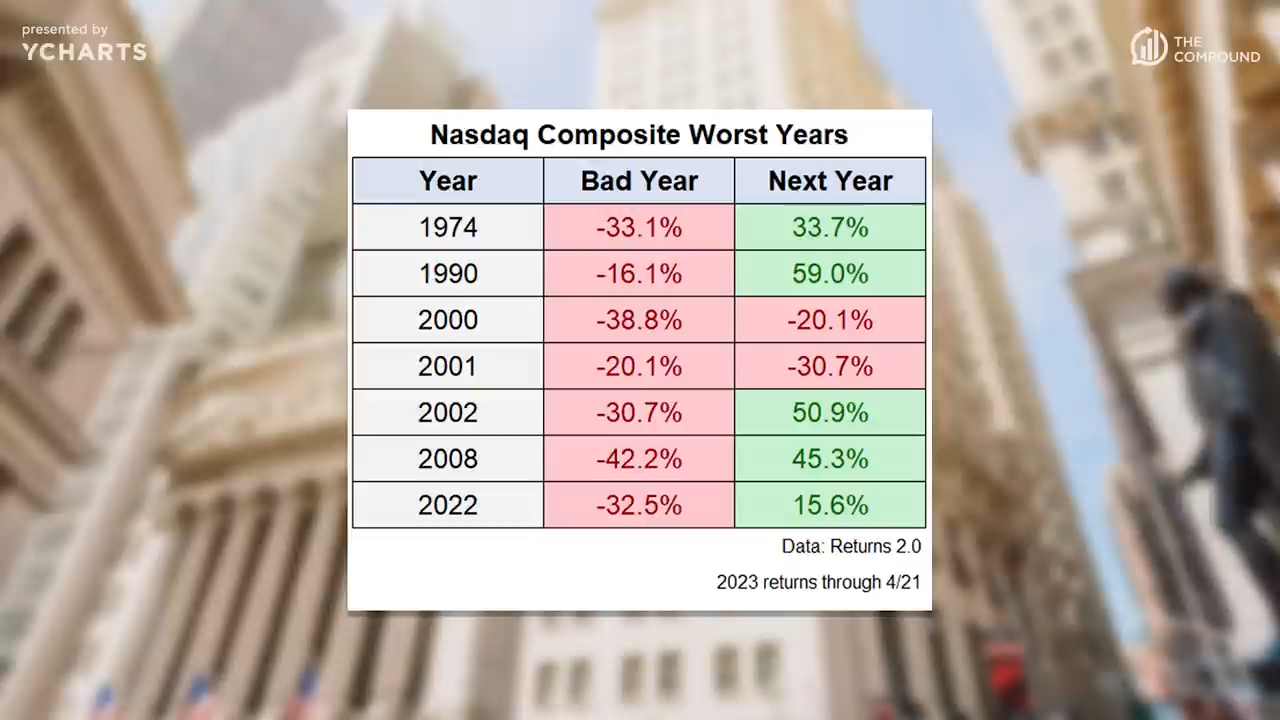 presented by
YCHARTS
THE
COMPOUND
Nasdaq Composite Worst Years
Year Bad Year Next Year
1974 -33.1% 33.7%
1990 -16.1% 59.0%
2000 -38.8% -20.1%
2001 -20.1% -30.7%
2002 -30.7% 50.9%
2008 -42.2% 45.3%
2022 -32.5% 15.6%
Data: Returns 2.0
2023 returns through 4/21